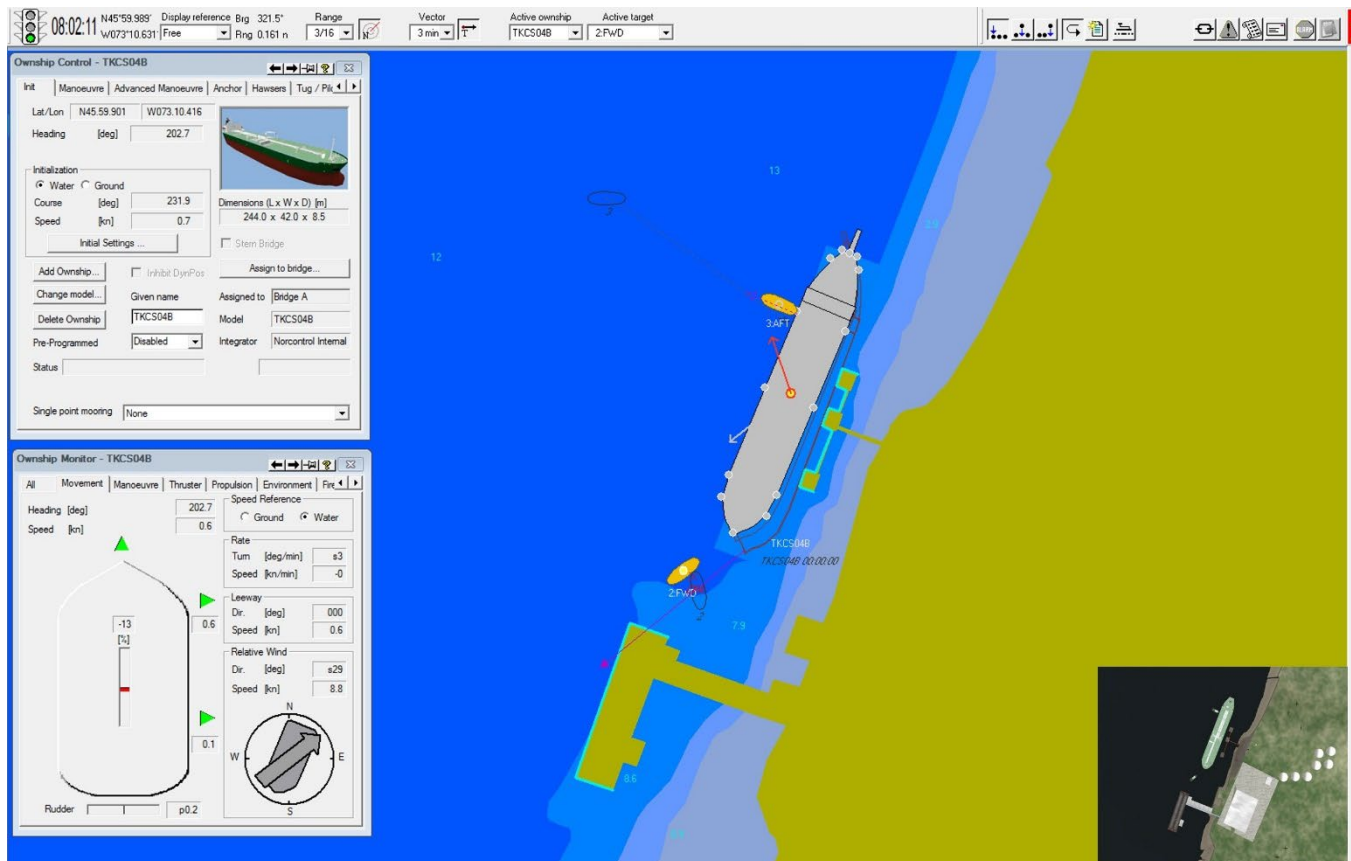 08:02:11
N45°59.989'
W073°10.631'
Display reference Brg 321.5°
Free Rng 0.161 n
Range
3/16
N
Vector
3 min
T
Active ownship
TKCS04B
Active target
2:FWD
STOP
Ownship Control - TKCS04B
Init Manoeuvre Advanced Manoeuvre Anchor Hawsers Tug / Pilo
Lat/Lon N45.59.901 W073.10.416
Heading [deg] 202.7
Initialization
Water Ground
Course [deg] 231.9
Speed [kn] 0.7
Initial Settings ...
Dimensions (L x W x D) [m]
244.0 x 42.0 x 8.5
Stern Bridge
Add Ownship... Inhibit DynPos Assign to bridge...
Change model... Given name Assigned to Bridge A
Delete Ownship TKCS04B Model TKCS04B
Pre-Programmed Disabled Integrator Norcontrol Internal
Status
Single point mooring None
Ownship Monitor - TKCS04B
All Movement Manoeuvre Thruster Propulsion Environment Fire
Heading [deg] 202.7
Speed [kn] 0.6
Speed Reference
Ground Water
Rate
Turn [deg/min] s3
Speed [kn/min] -0
Leeway
Dir. [deg] 000
Speed [kn] 0.6
Relative Wind
Dir. [deg] s29
Speed [kn] 8.8
N
W E
S
-13
[%]
0.6
0.1
Rudder p0.2
13
2.9
12
3
3:AFT
TKCS04B
TKCS04B 00:00:00
2:FWD
2
7.9
8.6